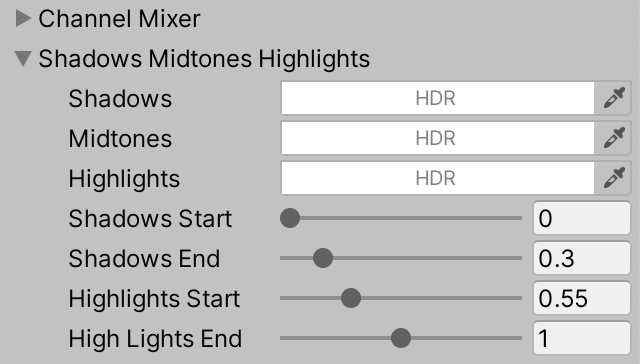 Channel Mixer
Shadows Midtones Highlights
Shadows HDR
Midtones HDR
Highlights HDR
Shadows Start 0
Shadows End 0.3
Highlights Start 0.55
High Lights End 1